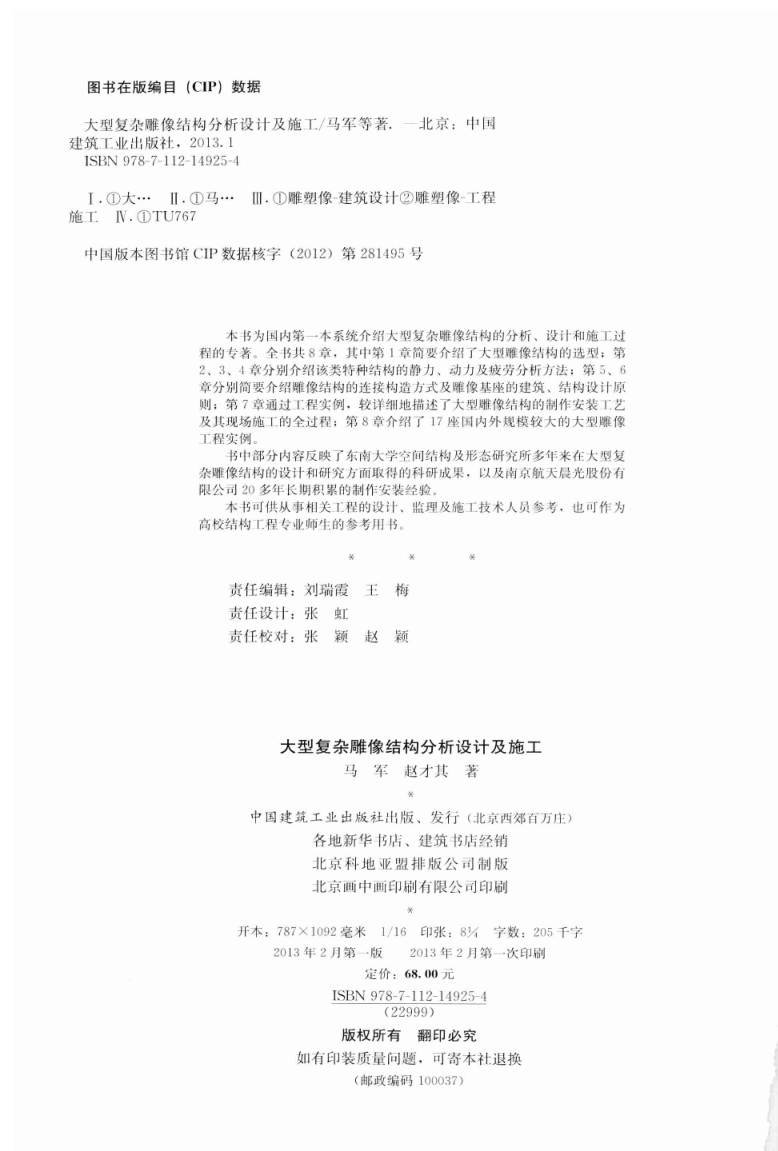 图书在版编目（CIP）数据
大型复杂雕像结构分析设计及施工/马军等著. —北京：中国
建筑工业出版社，2013.1
ISBN 978-7-112-14925-4
Ⅰ.①大… Ⅱ.①马… Ⅲ.①雕塑像-建筑设计②雕塑像-工程
施工 Ⅳ.①TU767
中国版本图书馆 CIP 数据核字（2012）第 281495 号
本书为国内第一本系统介绍大型复杂雕像结构的分析、设计和施工过
程的专著。全书共 8 章，其中第 1 章简要介绍了大型雕像结构的选型；第
2、3、4 章分别介绍该类特种结构的静力、动力及疲劳分析方法；第 5、6
章分别简要介绍雕像结构的连接构造方式及雕像基座的建筑、结构设计原
则；第 7 章通过工程实例，较详细地描述了大型雕像结构的制作安装工艺
及其现场施工的全过程；第 8 章介绍了 17 座国内外规模较大的大型雕像
工程实例。
书中部分内容反映了东南大学空间结构及形态研究所多年来在大型复
杂雕像结构的设计和研究方面取得的科研成果，以及南京航天晨光股份有
限公司 20 多年长期积累的制作安装经验。
本书可供从事相关工程的设计、监理及施工技术人员参考，也可作为
高校结构工程专业师生的参考用书。
* * *
责任编辑：刘瑞霞 王 梅
责任设计：张 虹
责任校对：张 颖 赵 颖
大型复杂雕像结构分析设计及施工
马 军 赵才其 著
*
中国建筑工业出版社出版、发行（北京西郊百万庄）
各地新华书店、建筑书店经销
北京科地亚盟排版公司制版
北京画中画印刷有限公司印刷
*
开本：787×1092 毫米 1/16 印张：8¾ 字数：205 千字
2013 年 2 月第一版 2013 年 2 月第一次印刷
定价：68.00 元
ISBN 978-7-112-14925-4
（22999）
版权所有 翻印必究
如有印装质量问题，可寄本社退换
（邮政编码 100037）